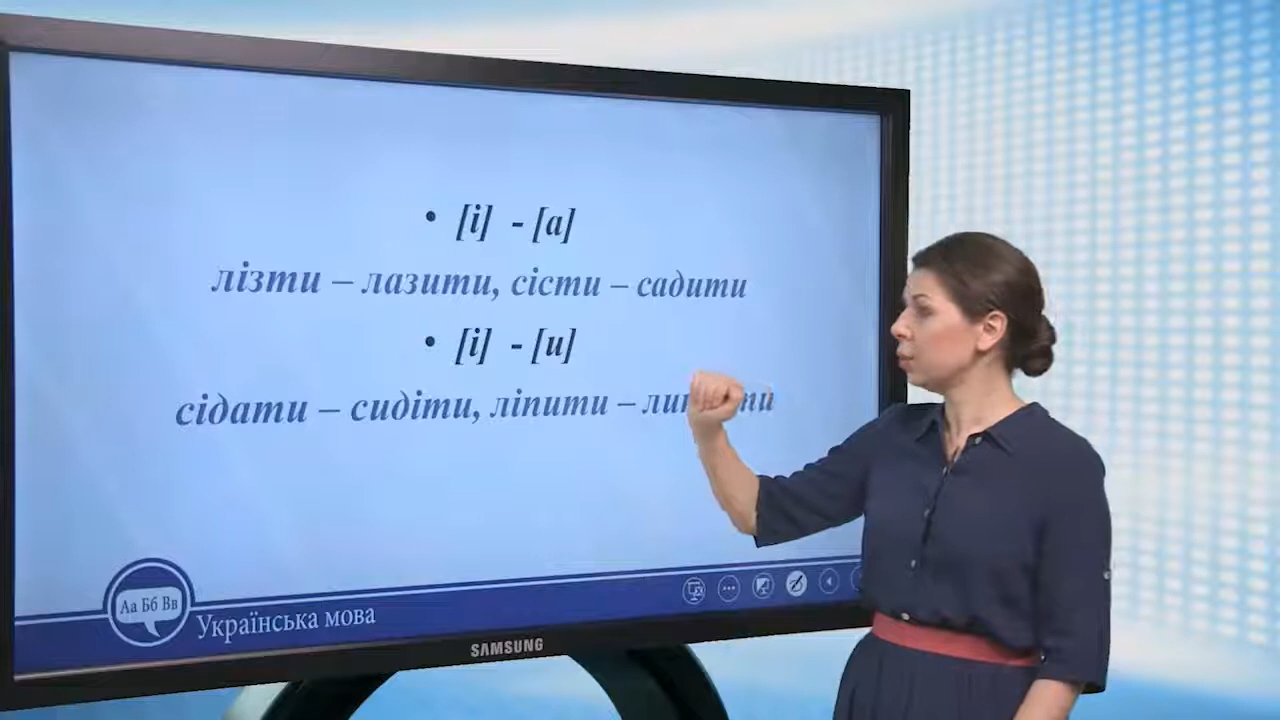 • [і] - [а]
лізти – лазити, сісти – садити
• [і] - [и]
сідати – сидіти, ліпити –
Аа Бб Вв
Українська мова
SAMSUNG